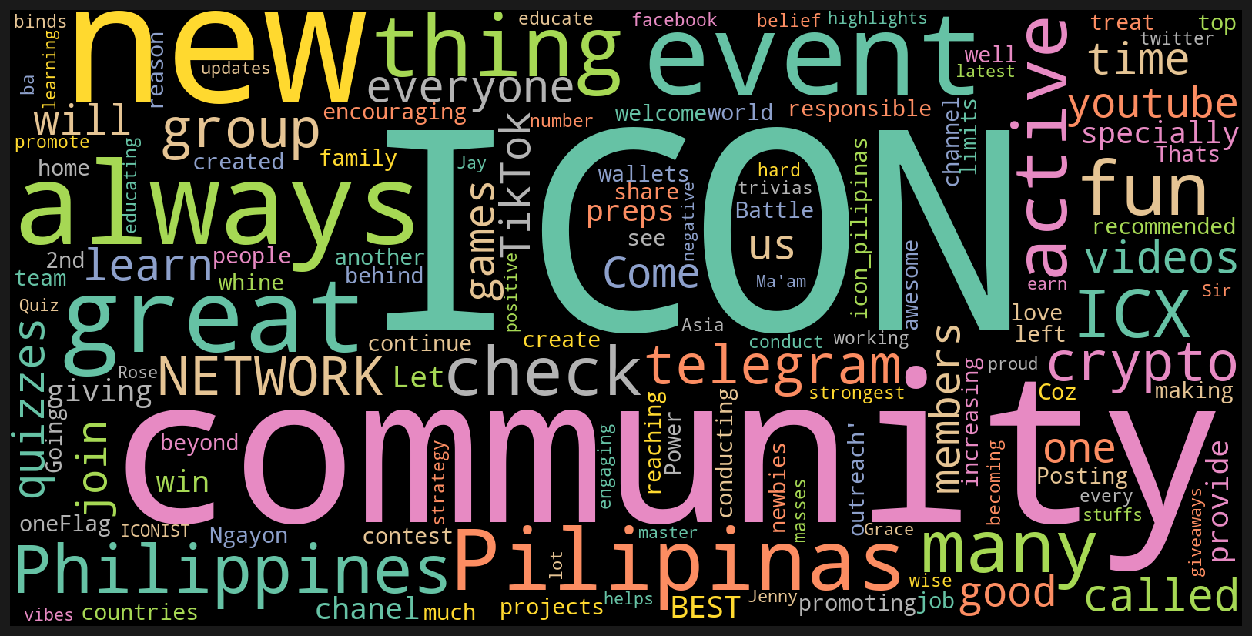 binds
new
thing
educate
facebook
belief
highlights
treat
top
learning
reason
updates
everyone
event
well
latest
active
twitter
time
ba
will
group
encouraging
number
welcome
world
responsible
youtube
promote
specially
home
educating
created
family
ICON
Jay
TikTok
wallets
hard
trivias
share
preps
negative
Battle
icon_pilipinas
channel
limits
Thats
fun
always
games
see
us
recommended
2nd
learn
people
another
behind
Come
Ma'am
awesome
videos
team
whine
positive
earn
Quiz
great
Asia
ICX
Sir
love
left
continue
create
conduct
working
quizzes
Rose
NETWORK
Let
check
telegram
members
proud
crypto
giving
strongest
increasing
Coz
making
Going
join
beyond
community
win
strategy
engaging
reaching
Power
conducting
newbies
masses
outreach'
becoming
one
Posting
every
stuffs
giveaways
provide
oneFlag
ICONIST
Ngayon
contest
master
Grace
Philippines
Pilipinas
lot
many
wise
good
called
vibes
countries
chanel
much
projects
helps
BEST
Jenny
promoting
job